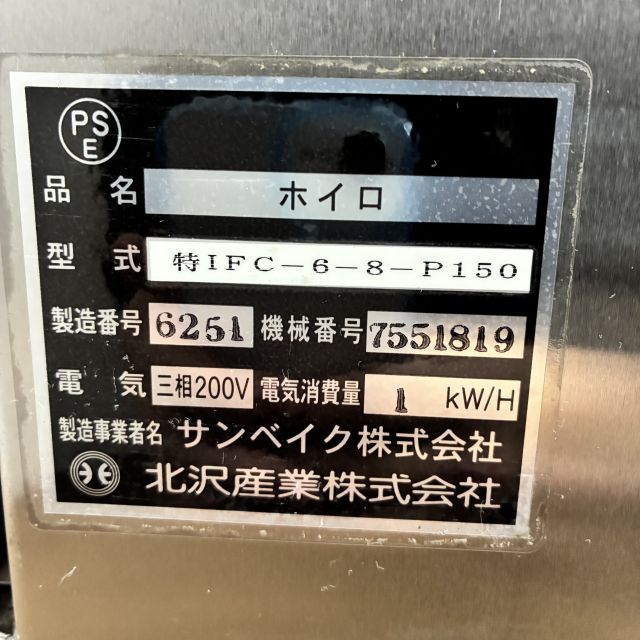 PS
E
品名 ホイロ
型式 特IFC-6-8-P150
製造番号 6251 機械番号 7551819
電気 三相200V 電気消費量 1 kW/H
製造事業者名 サンベイク株式会社
北沢産業株式会社